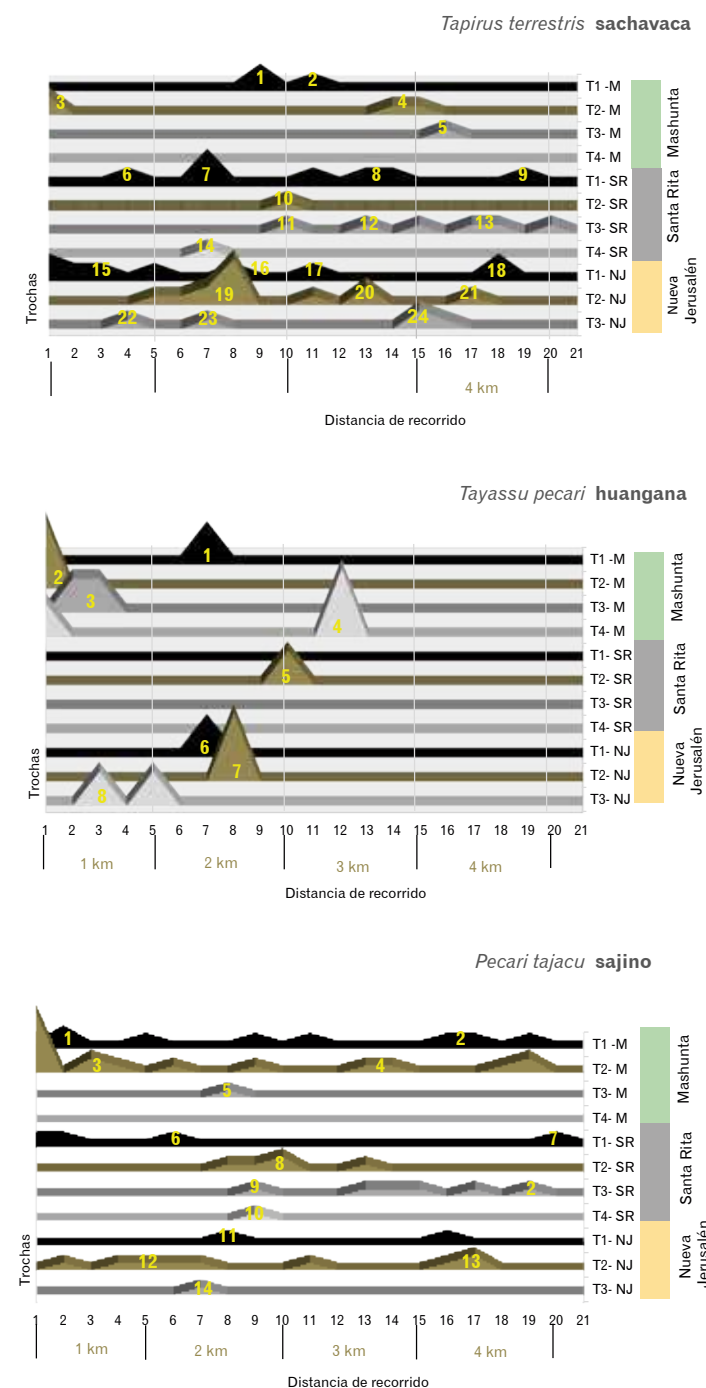 Tapirus terrestris sachavaca
1 2
T1 -M
3 4
T2- M
5
T3- M
T4- M
Mashunta
6 7 8 9
T1- SR
10
T2- SR
11 12 13
T3- SR
14
T4- SR
Santa Rita
15 16 17 18
T1- NJ
19 20 21
T2- NJ
22 23 24
T3- NJ
Nueva
Jerusalén
Trochas
1 2 3 4 5 6 7 8 9 10 11 12 13 14 15 16 17 18 19 20 21
4 km
Distancia de recorrido
Tayassu pecari huangana
1
T1 -M
2
T2- M
3
T3- M
4
T4- M
Mashunta
T1- SR
5
T2- SR
T3- SR
T4- SR
Santa Rita
6
T1- NJ
7
T2- NJ
8
T3- NJ
Nueva
Jerusalén
Trochas
1 2 3 4 5 6 7 8 9 10 11 12 13 14 15 16 17 18 19 20 21
1 km 2 km 3 km 4 km
Distancia de recorrido
Pecari tajacu sajino
1 2
T1 -M
3 4
T2- M
5
T3- M
T4- M
Mashunta
6 7
T1- SR
8
T2- SR
9 2
T3- SR
10
T4- SR
Santa Rita
11
T1- NJ
12 13
T2- NJ
14
T3- NJ
Nueva
Jerusalén
Trochas
1 2 3 4 5 6 7 8 9 10 11 12 13 14 15 16 17 18 19 20 21
1 km 2 km 3 km 4 km
Distancia de recorrido